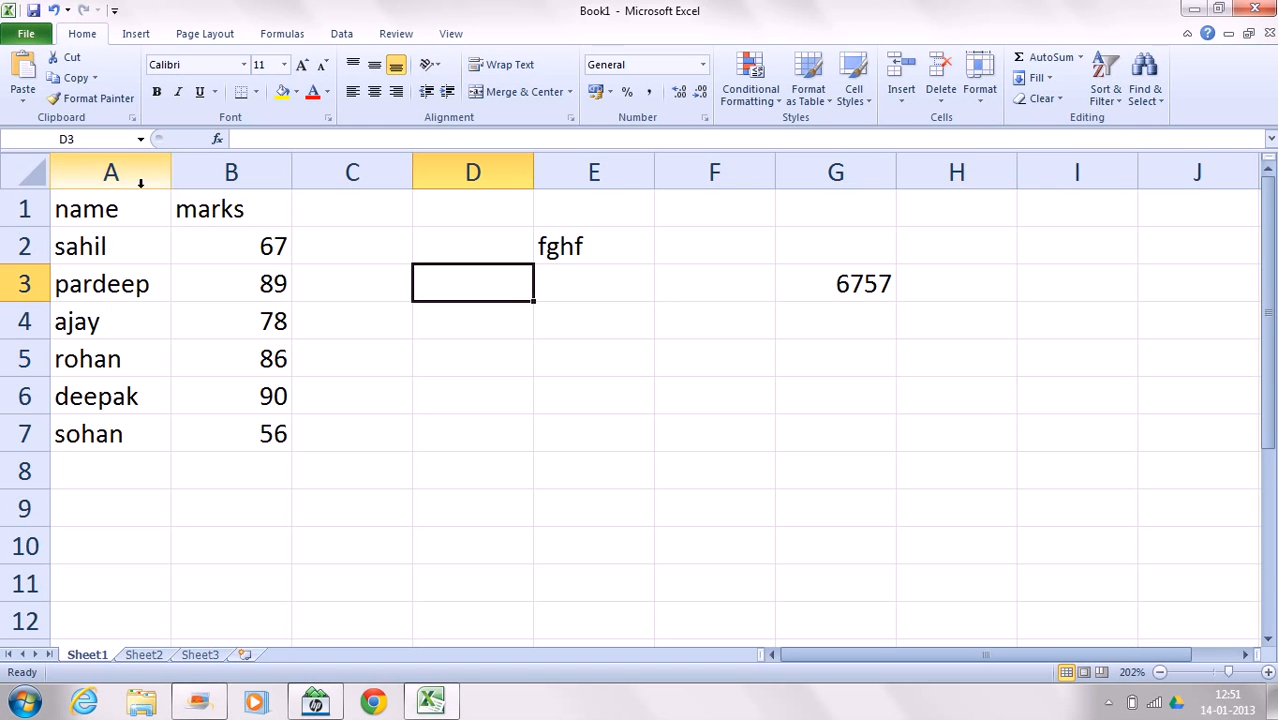 Book1 - Microsoft Excel
File Home Insert Page Layout Formulas Data Review View
Paste Cut Copy Format Painter Clipboard
Calibri 11 A A B I U A Font
Wrap Text Merge & Center Alignment
General % , Number
Conditional Formatting Format as Table Cell Styles Styles
Insert Delete Format Cells
AutoSum Fill Clear Sort & Filter Find & Select Editing
D3 fx
A B C D E F G H I J
1 name marks
2 sahil 67 fghf
3 pardeep 89 6757
4 ajay 78
5 rohan 86
6 deepak 90
7 sohan 56
8
9
10
11
12
Sheet1 Sheet2 Sheet3
Ready 202%
12:51
14-01-2013